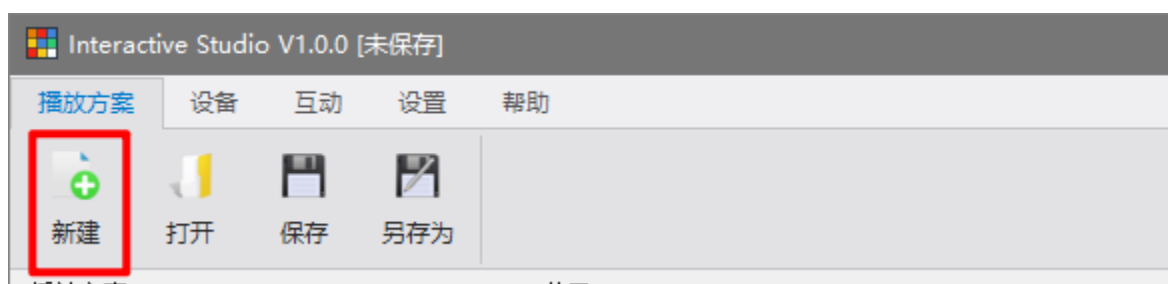 Interactive Studio V1.0.0 [未保存]
播放方案 设备 互动 设置 帮助
新建 打开 保存 另存为